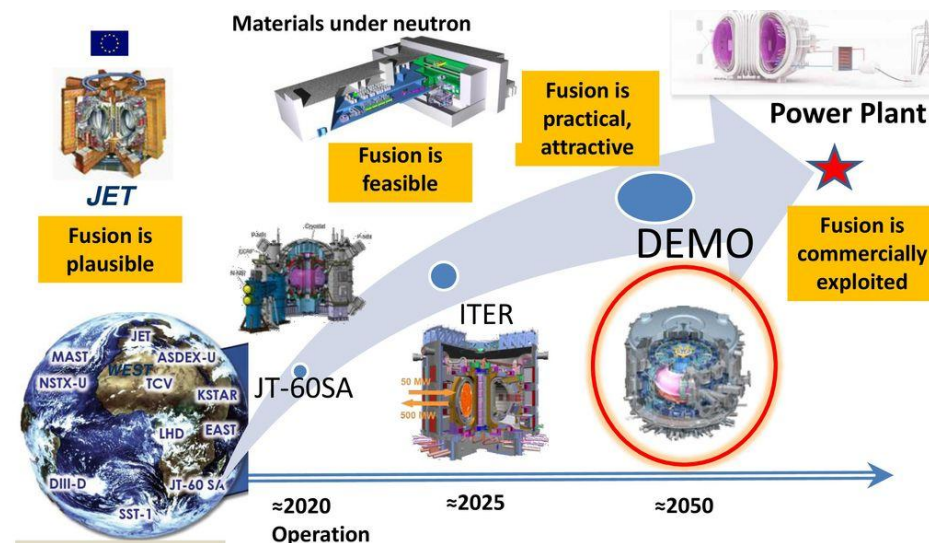 Materials under neutron
Power Plant
Fusion is
practical,
attractive
Fusion is
feasible
JET
Fusion is
plausible
Fusion is
commercially
exploited
DEMO
Cryostat
ITER
JT-60SA
50 MW
500 MW
JET
MAST
ASDEX-U
WEST
NSTX-U
TCV
KSTAR
LHD
EAST
DIII-D
JT-60 SA
SST-1
≈2020
Operation
≈2025
≈2050